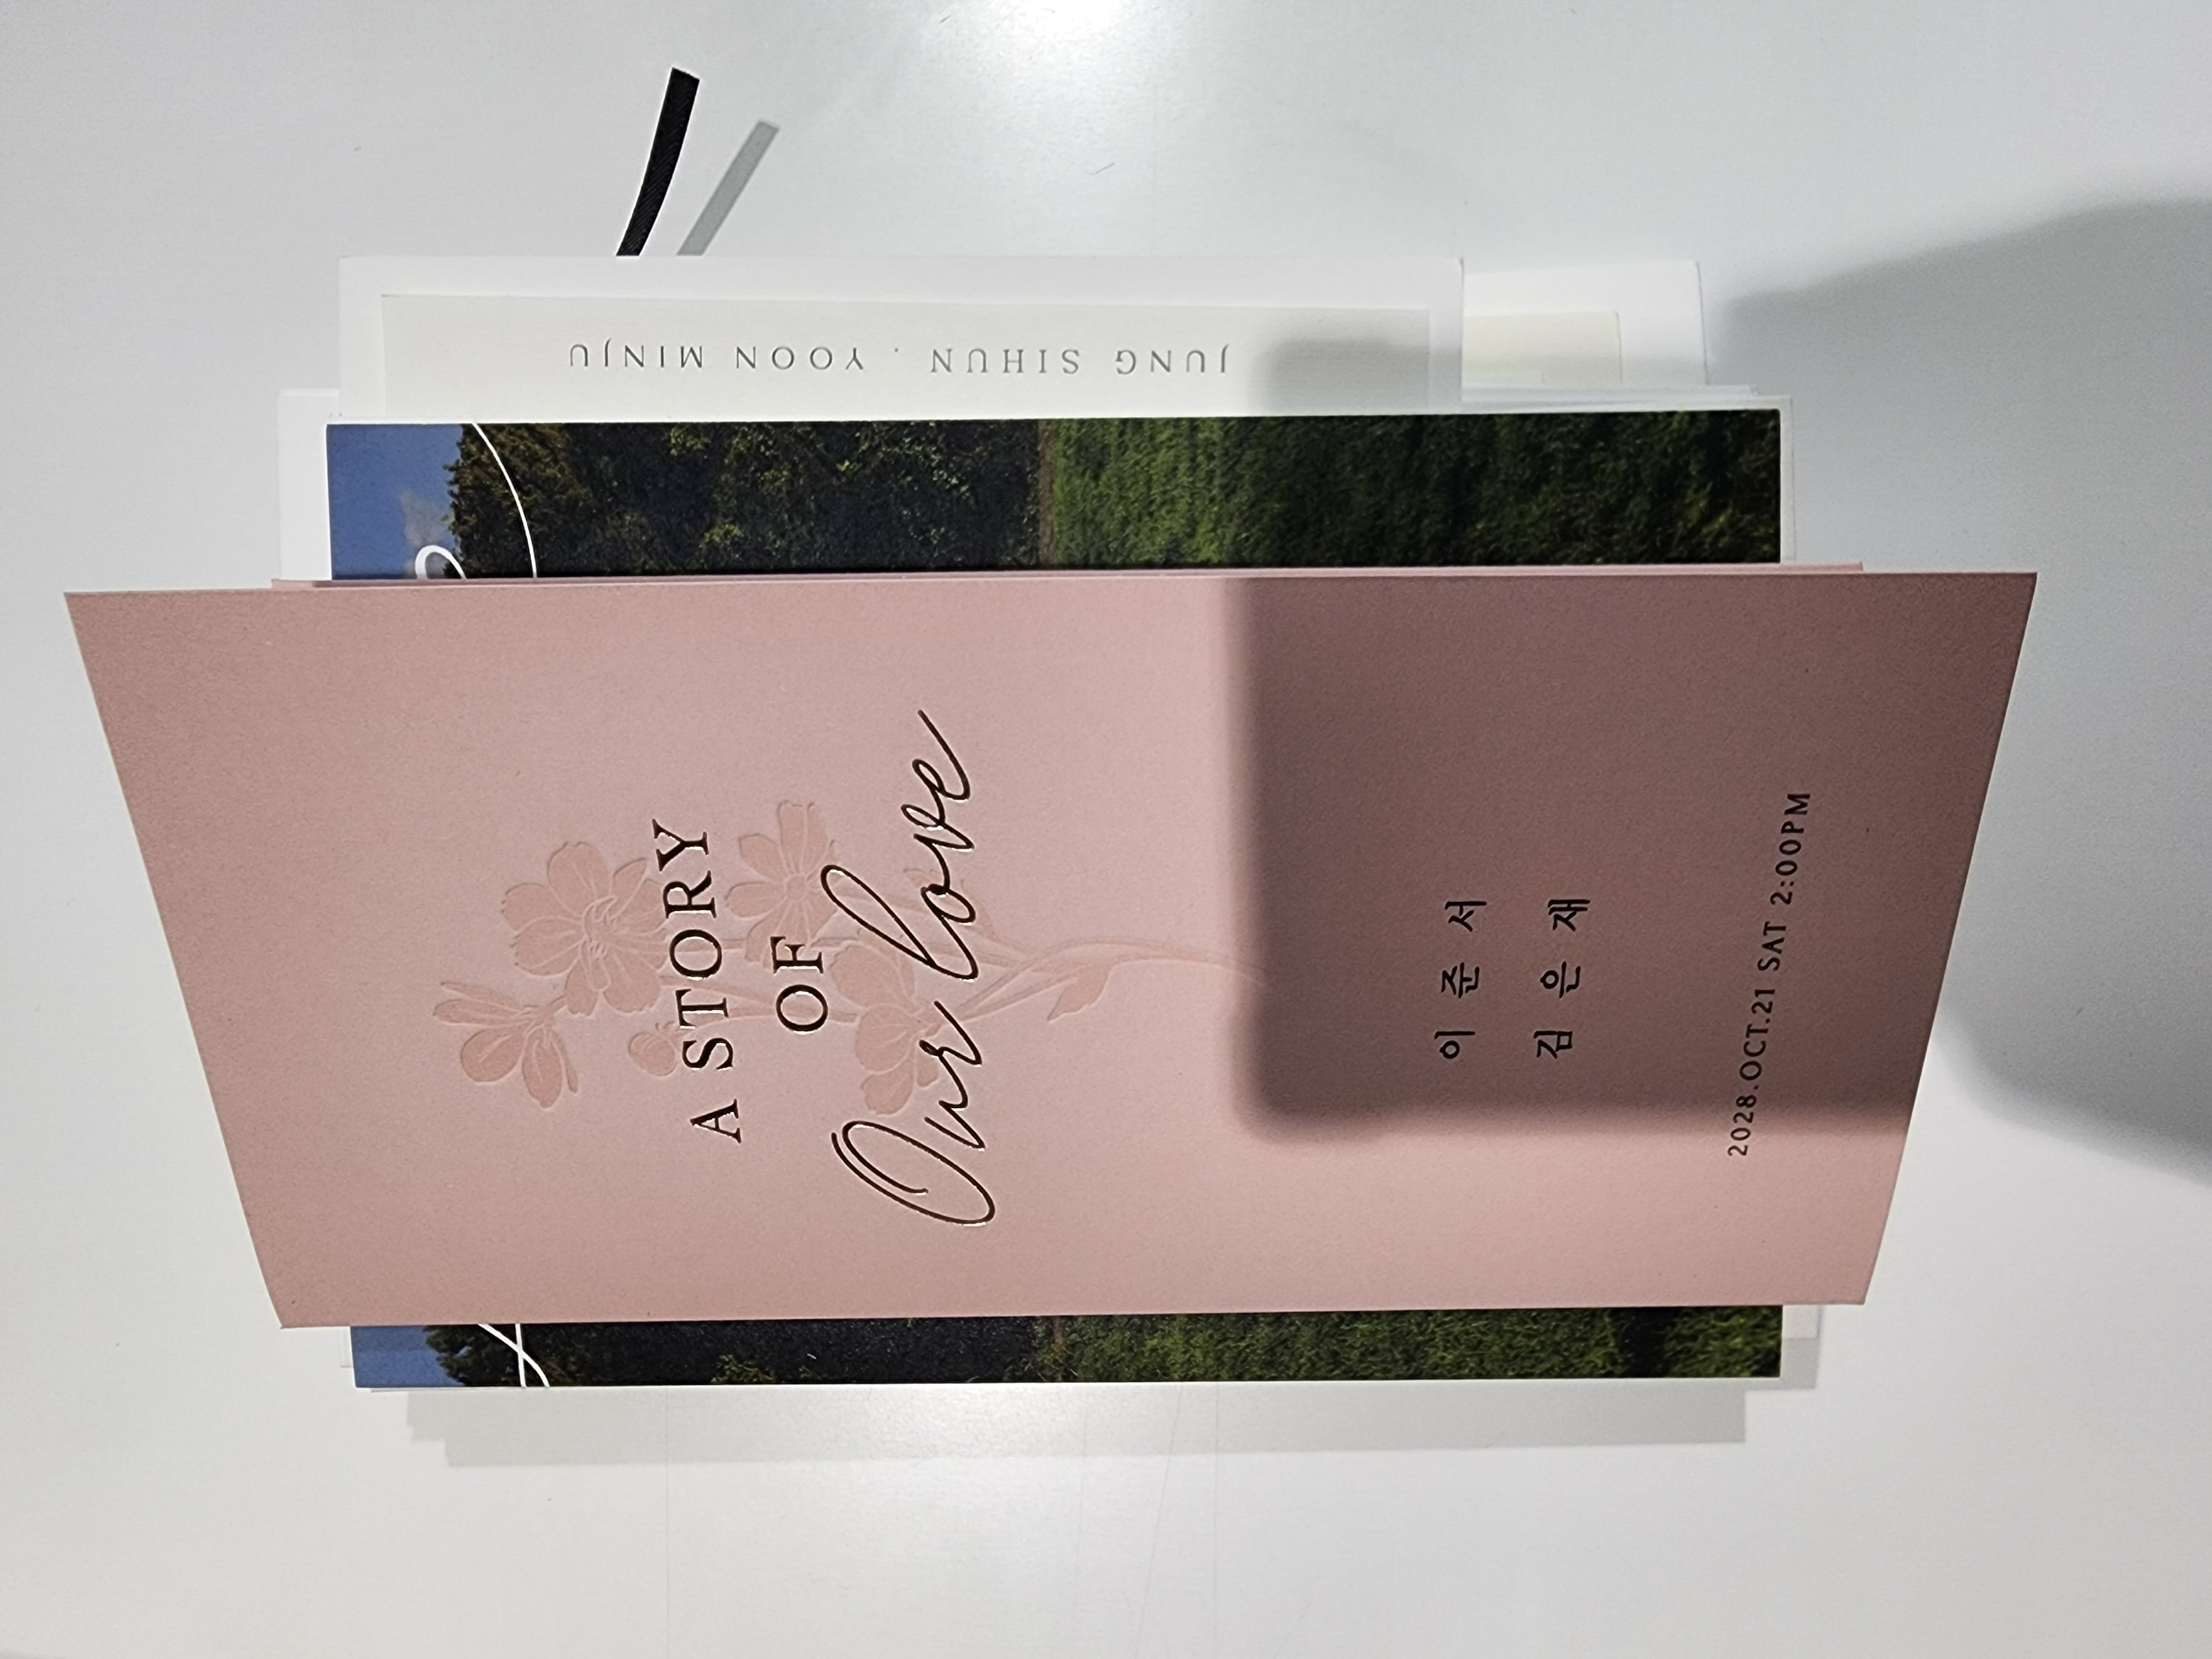 A STORY
OF
Our love
이 준 서
김 은 재
2028.OCT.21 SAT 2:00PM
JUNG SIHUN . YOON MINJU